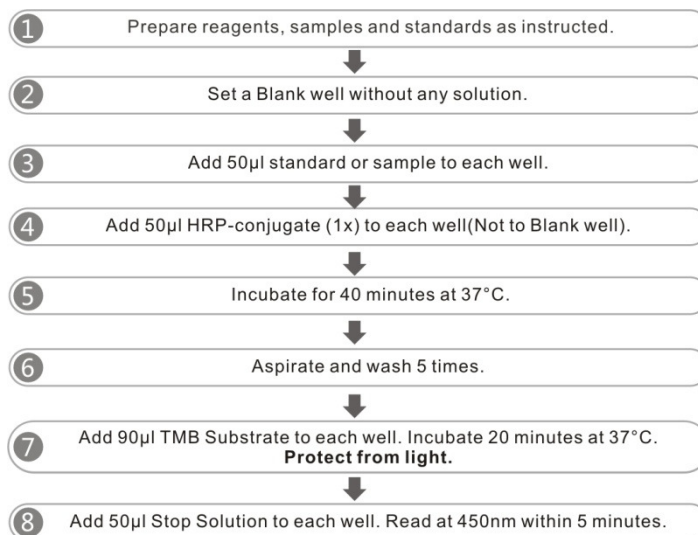 1 Prepare reagents, samples and standards as instructed.
2 Set a Blank well without any solution.
3 Add 50µl standard or sample to each well.
4 Add 50µl HRP-conjugate (1x) to each well(Not to Blank well).
5 Incubate for 40 minutes at 37°C.
6 Aspirate and wash 5 times.
7 Add 90µl TMB Substrate to each well. Incubate 20 minutes at 37°C.
Protect from light.
8 Add 50µl Stop Solution to each well. Read at 450nm within 5 minutes.